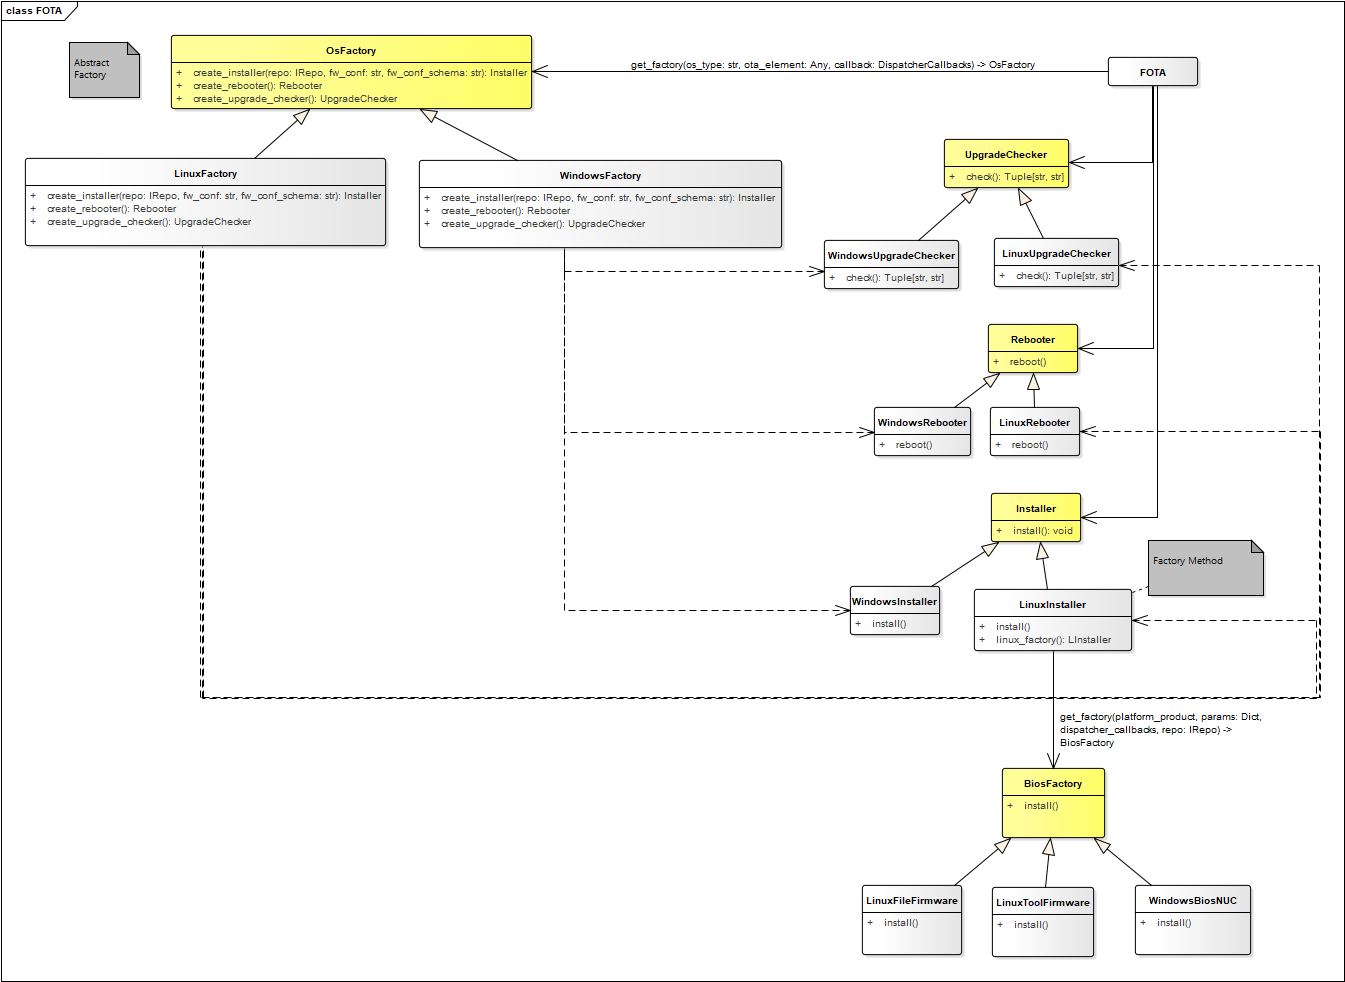 class FOTA
Abstract
Factory
OsFactory
+ create_installer(repo: IRepo, fw_conf: str, fw_conf_schema: str): Installer
+ create_rebooter(): Rebooter
+ create_upgrade_checker(): UpgradeChecker
get_factory(os_type: str, ota_element: Any, callback: DispatcherCallbacks) -> OsFactory
FOTA
LinuxFactory
+ create_installer(repo: IRepo, fw_conf: str, fw_conf_schema: str): Installer
+ create_rebooter(): Rebooter
+ create_upgrade_checker(): UpgradeChecker
WindowsFactory
+ create_installer(repo: IRepo, fw_conf: str, fw_conf_schema: str): Installer
+ create_rebooter(): Rebooter
+ create_upgrade_checker(): UpgradeChecker
UpgradeChecker
+ check(): Tuple[str, str]
WindowsUpgradeChecker
+ check(): Tuple[str, str]
LinuxUpgradeChecker
+ check(): Tuple[str, str]
Rebooter
+ reboot()
WindowsRebooter
+ reboot()
LinuxRebooter
+ reboot()
Installer
+ install(): void
Factory Method
WindowsInstaller
+ install()
LinuxInstaller
+ install()
+ linux_factory(): LInstaller
get_factory(platform_product, params: Dict,
dispatcher_callbacks, repo: IRepo) ->
BiosFactory
BiosFactory
+ install()
LinuxFileFirmware
+ install()
LinuxToolFirmware
+ install()
WindowsBiosNUC
+ install()